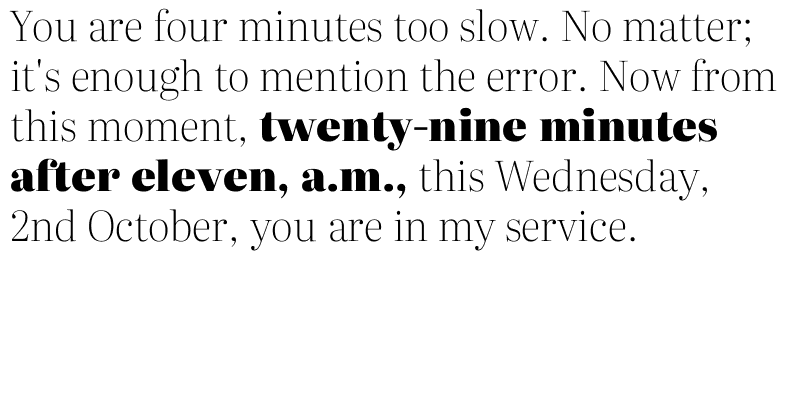 You are four minutes too slow. No matter;
it's enough to mention the error. Now from
this moment, twenty-nine minutes
after eleven, a.m., this Wednesday,
2nd October, you are in my service.